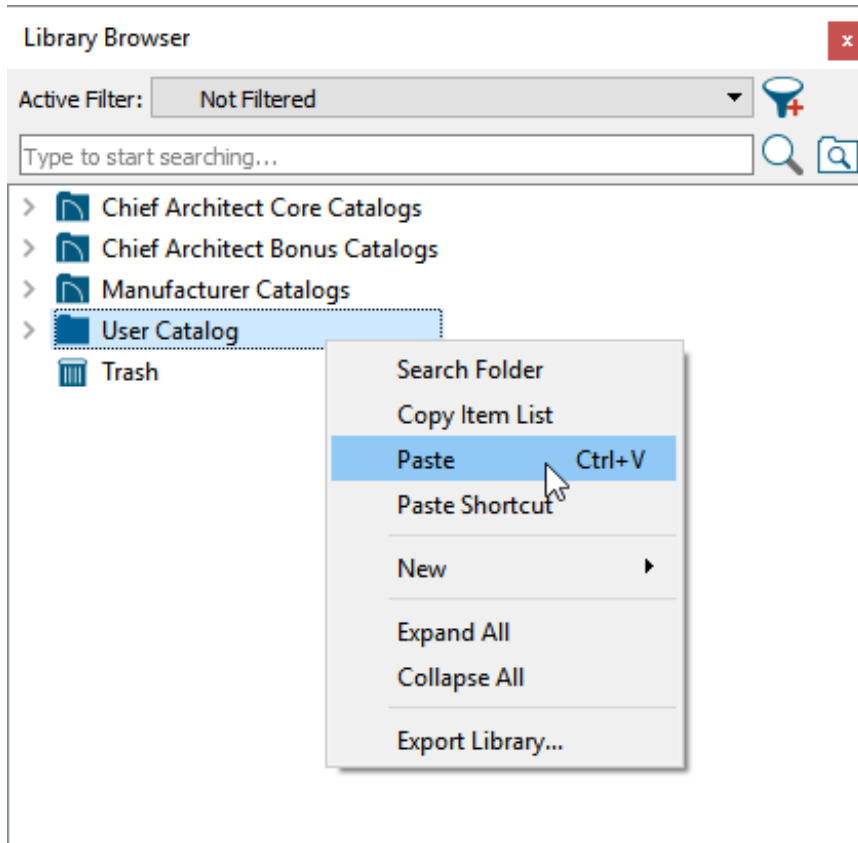 Library Browser
x
Active Filter: Not Filtered
Type to start searching...
Chief Architect Core Catalogs
Chief Architect Bonus Catalogs
Manufacturer Catalogs
User Catalog
Trash
Search Folder
Copy Item List
Paste Ctrl+V
Paste Shortcut
New
Expand All
Collapse All
Export Library...